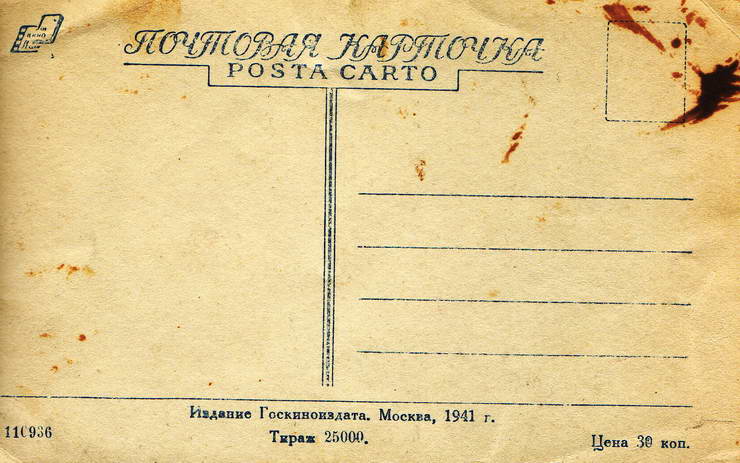 ПОЧТОВАЯ КАРТОЧКА
POSTA CARTO
Издание Госкиноиздата. Москва, 1941 г.
110936
Тираж 25000.
Цена 30 коп.